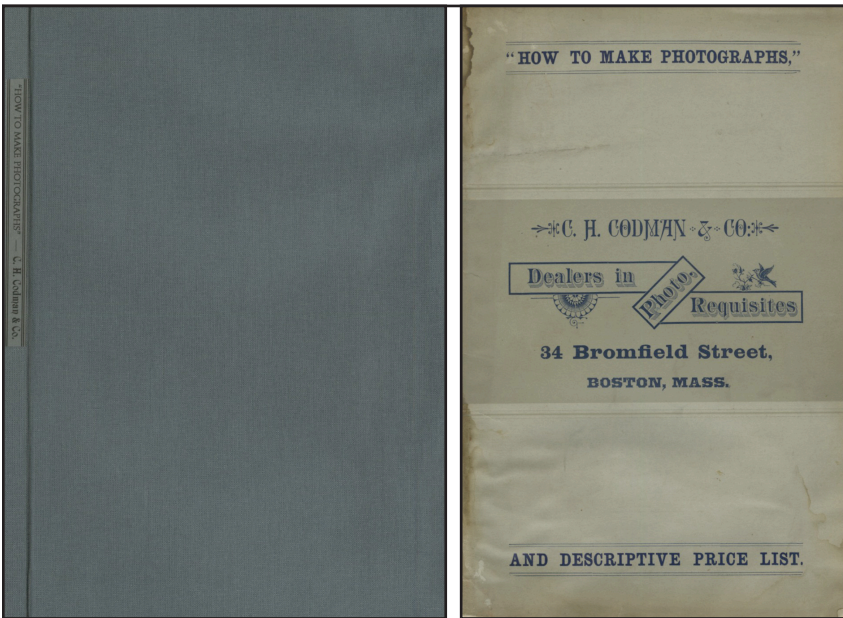 "HOW TO MAKE PHOTOGRAPHS" — C. H. Codman & Co.
"HOW TO MAKE PHOTOGRAPHS,"
C. H. CODMAN & CO.
Dealers in
Photo.
Requisites
34 Bromfield Street,
BOSTON, MASS.
AND DESCRIPTIVE PRICE LIST.